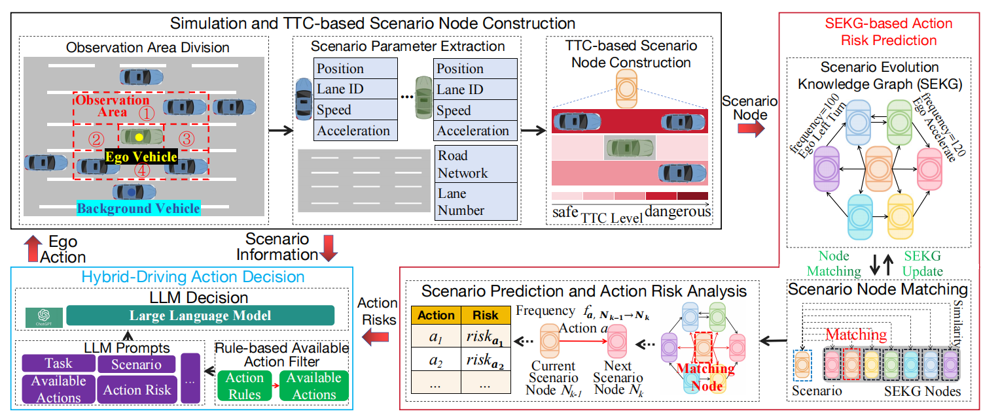 Simulation and TTC-based Scenario Node Construction
Observation Area Division
Observation
Area
①
②
③
Ego Vehicle
④
Background Vehicle
Scenario Parameter Extraction
Position
Lane ID
Speed
Acceleration
...
Position
Lane ID
Speed
Acceleration
Road
Network
Lane
Number
TTC-based Scenario
Node Construction
safe
TTC Level
dangerous
Scenario
Node
SEKG-based Action
Risk Prediction
Scenario Evolution
Knowledge Graph (SEKG)
frequency=100
Ego Left Turn
frequency=120
Ego Accelerate
Node
Matching
SEKG
Update
Scenario Node Matching
Similarity
Matching
Scenario
SEKG Nodes
Scenario Prediction and Action Risk Analysis
Action
Risk
a1
riska1
a2
riska2
...
...
Frequency fa, Nk-1→Nk
Action a
Current
Scenario
Node Nk-1
Next
Scenario
Node Nk
Matching
Node
Action
Risks
Ego
Action
Scenario
Information
Hybrid-Driving Action Decision
LLM Decision
ChatGPT
Large Language Model
LLM Prompts
Task
Scenario
Available
Actions
Action Risk
...
Rule-based Available
Action Filter
Action
Rules
Available
Actions